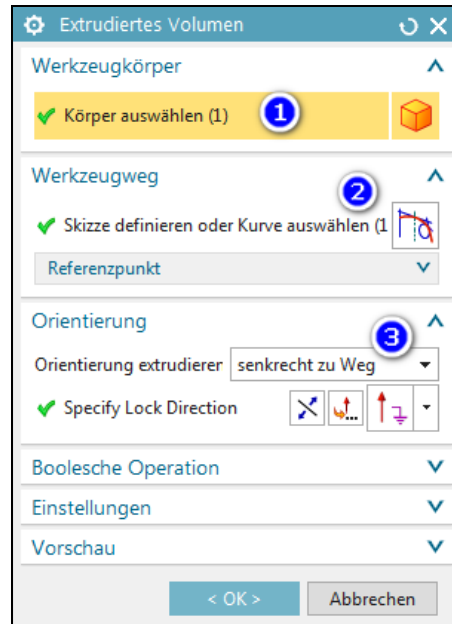 Extrudiertes Volumen
Werkzeugkörper
Körper auswählen (1)
1
Werkzeugweg
2
Skizze definieren oder Kurve auswählen (1
Referenzpunkt
Orientierung
3
Orientierung extrudierer senkrecht zu Weg
Specify Lock Direction
Boolesche Operation
Einstellungen
Vorschau
< OK > Abbrechen